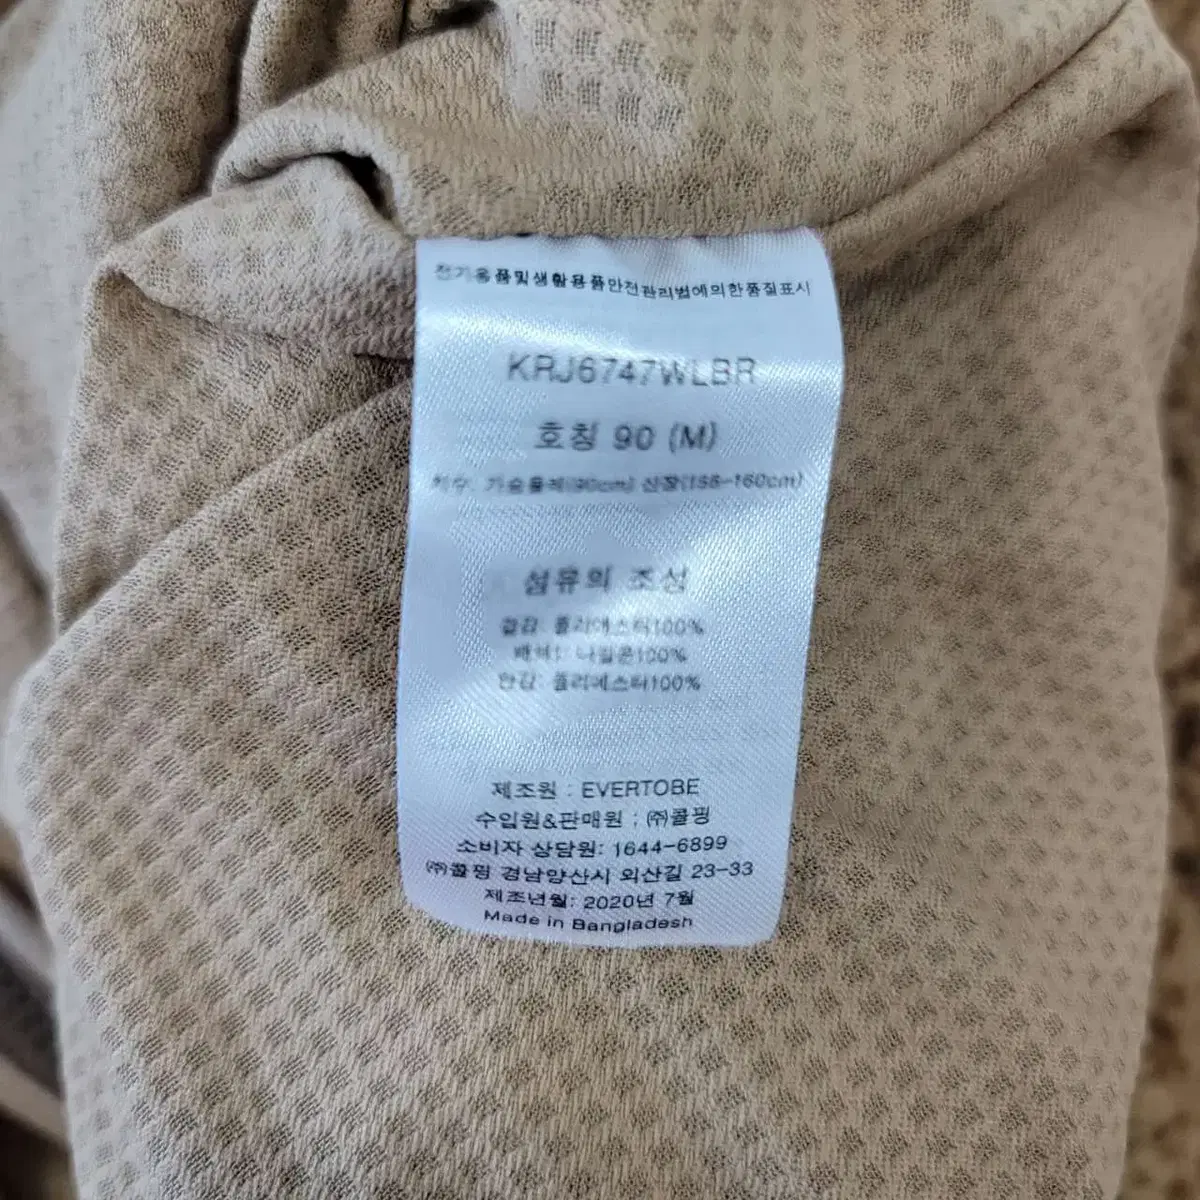 전기용품및생활용품안전관리법에의한품질표시
KRJ6747WLBR
호칭 90 (M)
치수: 가슴둘레(90cm) 신장(156-160cm)
섬유의 조성
겉감: 폴리에스터100%
배색1: 나일론100%
안감: 폴리에스터100%
제조원 : EVERTOBE
수입원&판매원 : ㈜콜핑
소비자 상담원: 1644-6899
㈜콜핑 경남양산시 외산길 23-33
제조년월: 2020년 7월
Made in Bangladesh